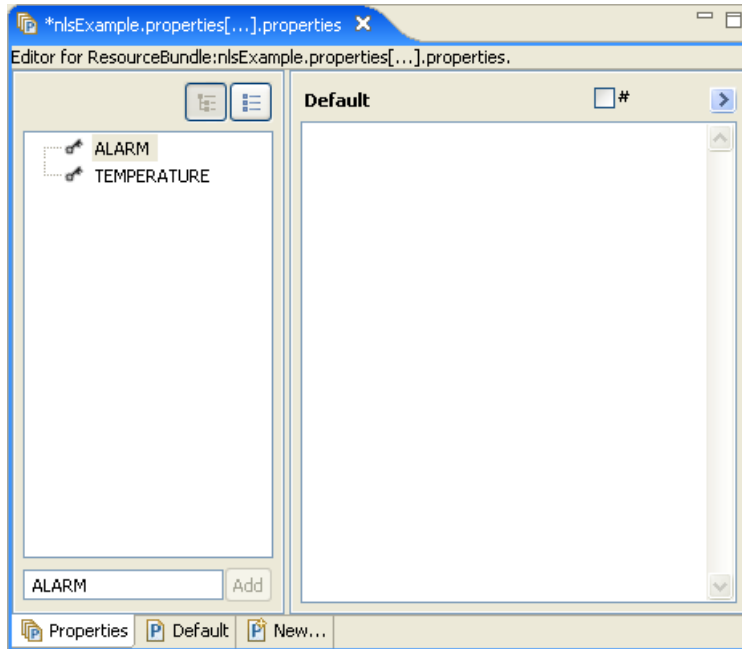 *nlsExample.properties[...].properties
Editor for ResourceBundle:nlsExample.properties[...].properties.
Default #
ALARM
TEMPERATURE
ALARM Add
Properties Default New...